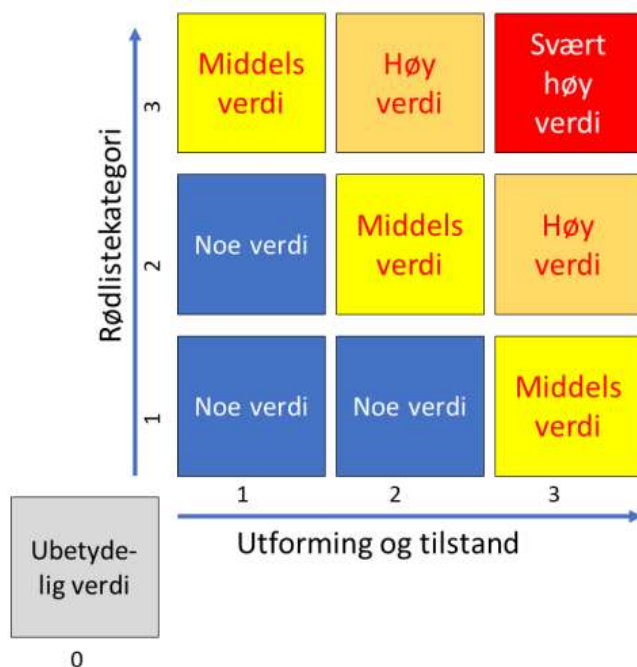 Rødlistekategori
3
Middels
verdi
Høy
verdi
Svært
høy
verdi
2
Noe verdi
Middels
verdi
Høy
verdi
1
Noe verdi
Noe verdi
Middels
verdi
1
2
3
Utforming og tilstand
Ubetyde-
lig verdi
0